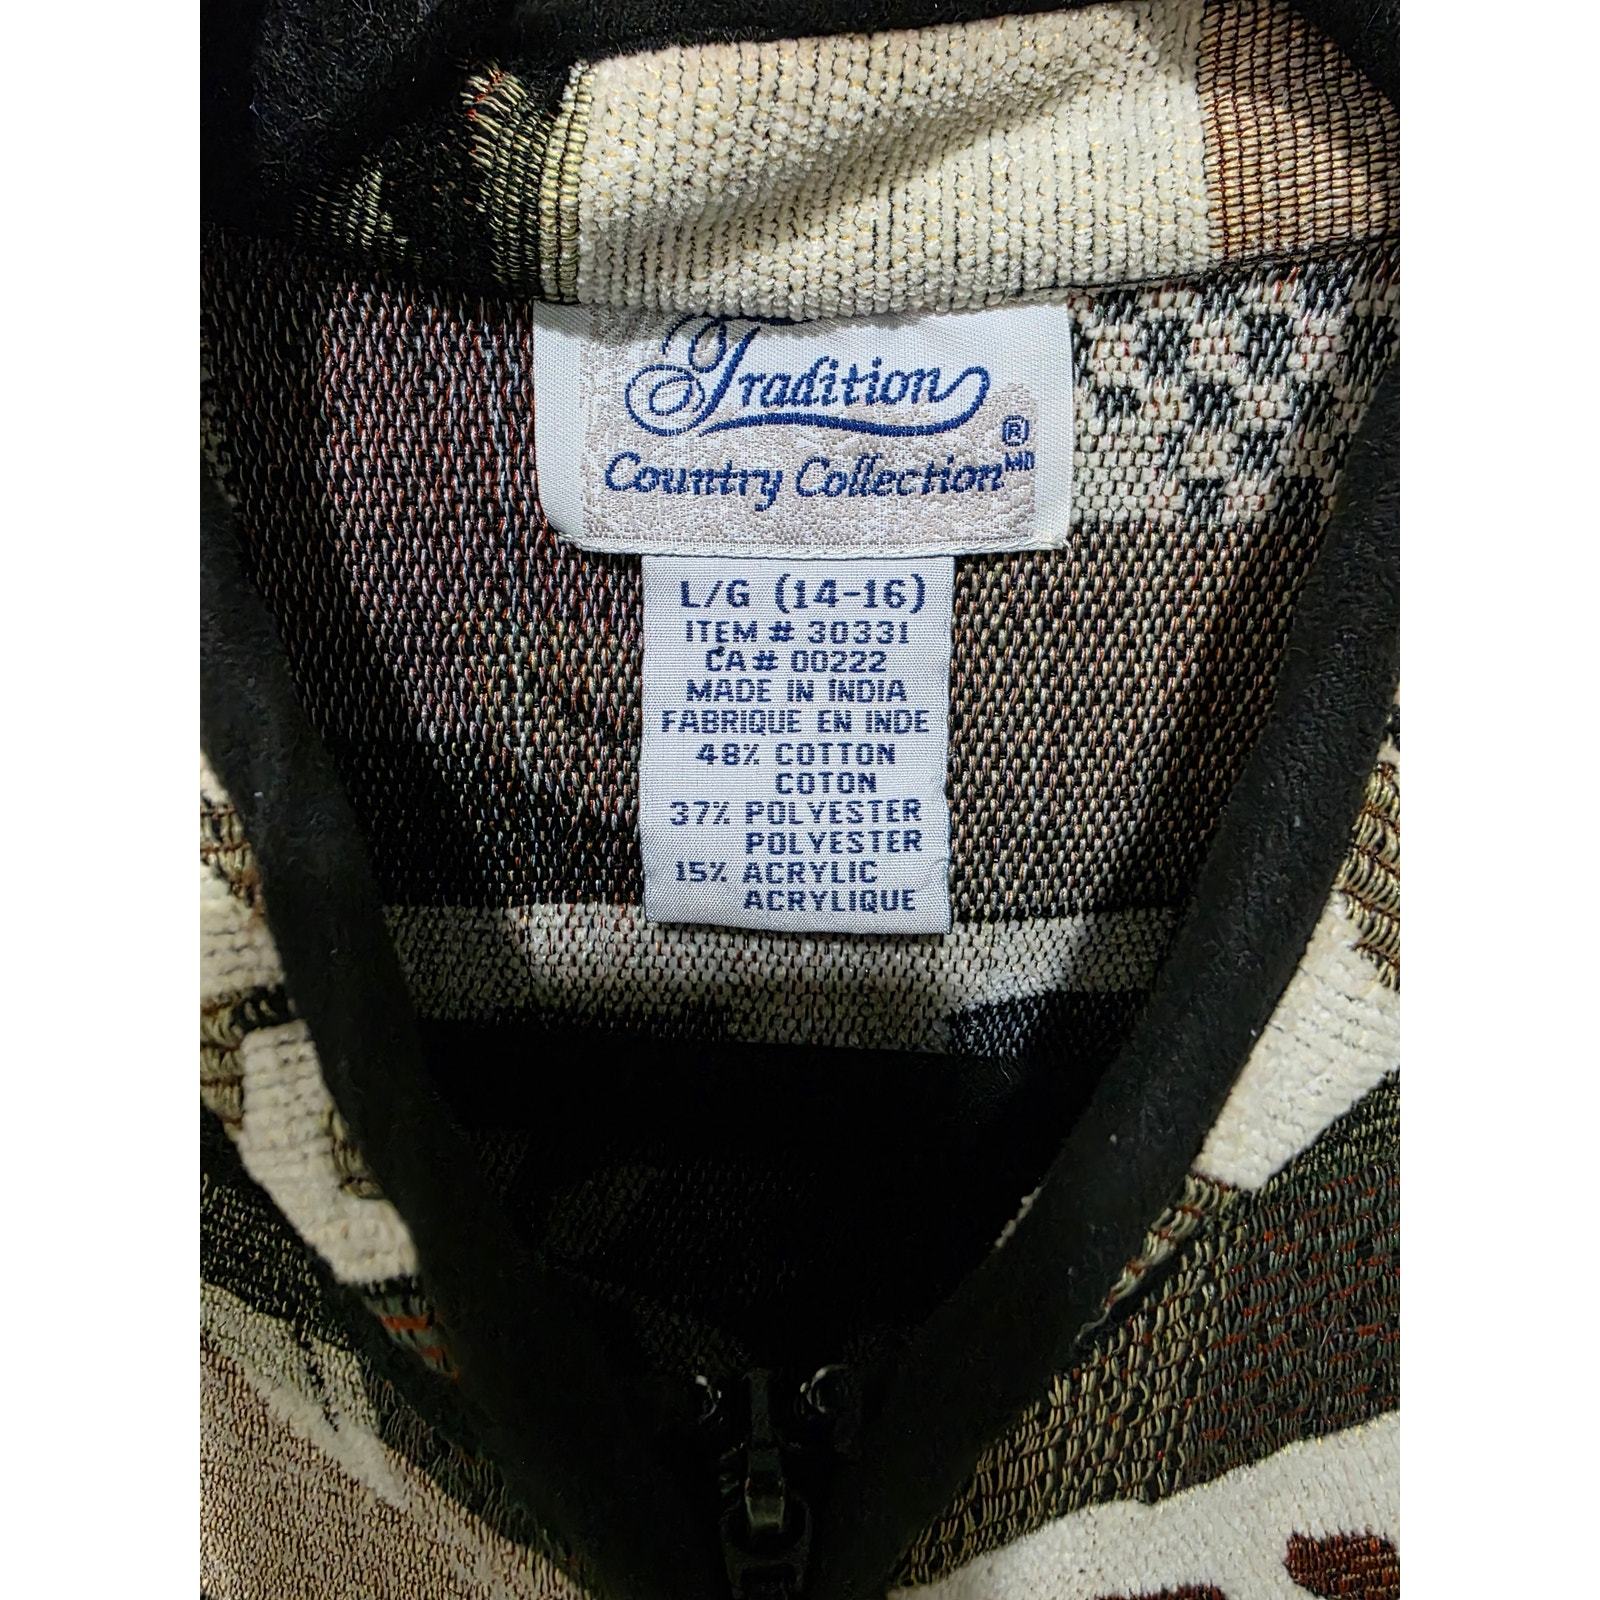 Tradition ®
Country Collection MD
L/G (14-16)
ITEM # 30331
CA# 00222
MADE IN INDIA
FABRIQUE EN INDE
48% COTTON
COTON
37% POLYESTER
POLYESTER
15% ACRYLIC
ACRYLIQUE